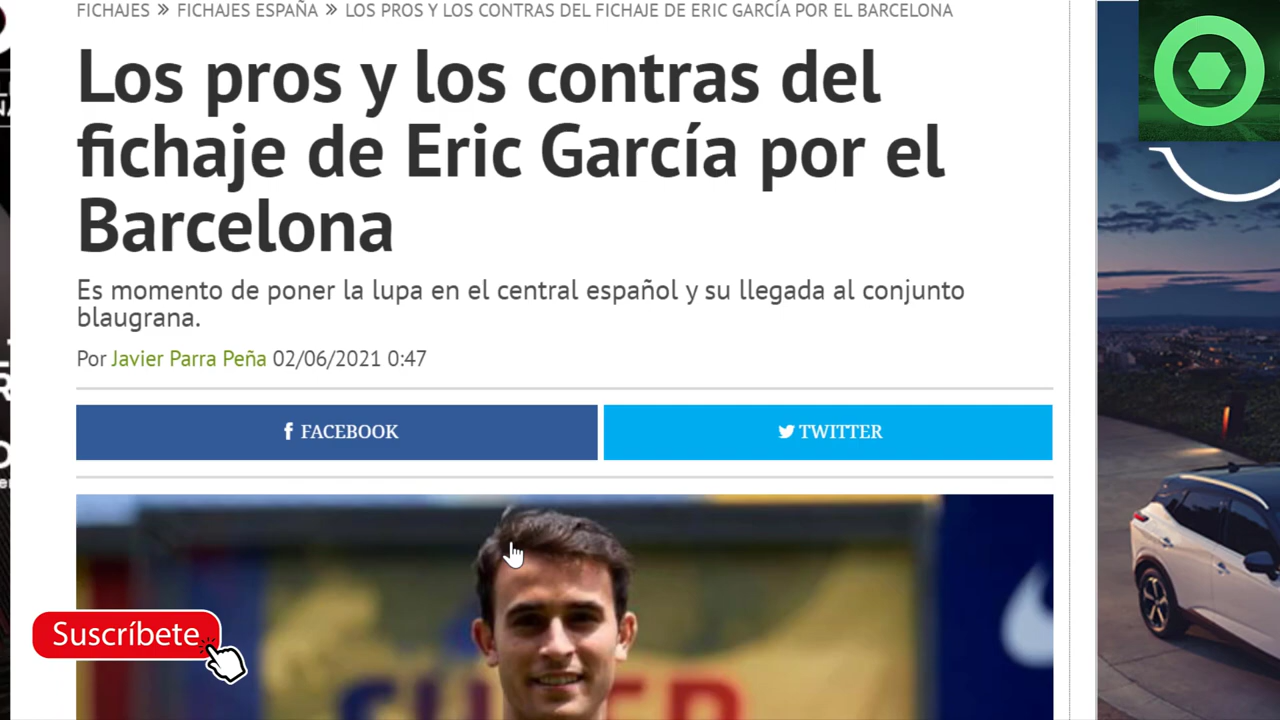 FICHAJES » FICHAJES ESPAÑA » LOS PROS Y LOS CONTRAS DEL FICHAJE DE ERIC GARCÍA POR EL BARCELONA
Los pros y los contras del
fichaje de Eric García por el
Barcelona
Es momento de poner la lupa en el central español y su llegada al conjunto
blaugrana.
Por Javier Parra Peña 02/06/2021 0:47
FACEBOOK
TWITTER
Suscríbete